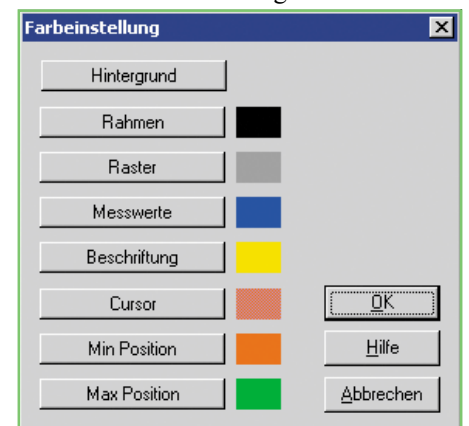 Farbeinstellung
Hintergrund
Rahmen
Raster
Messwerte
Beschriftung
Cursor
OK
Min Position
Hilfe
Max Position
Abbrechen